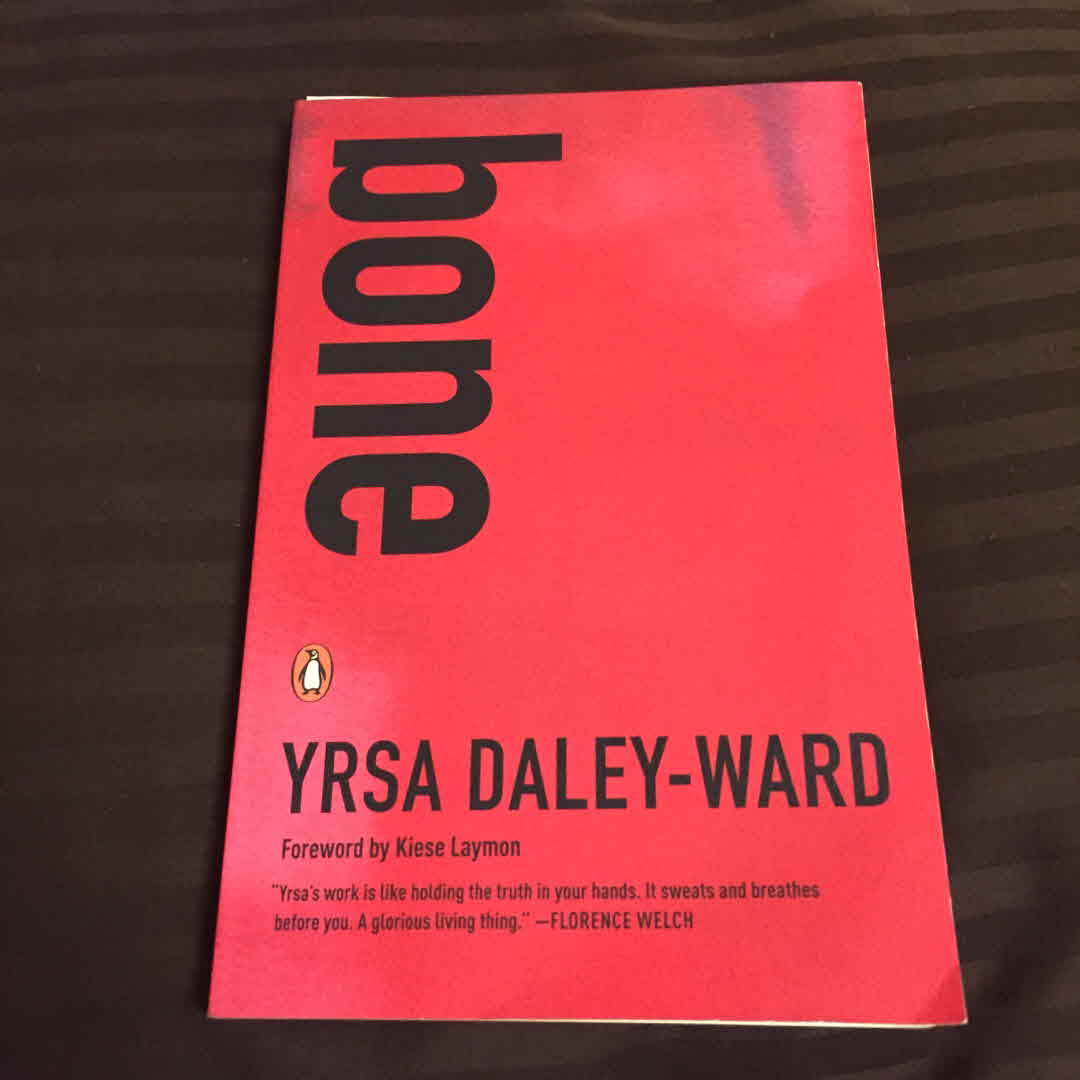 bone
YRSA DALEY-WARD
Foreword by Kiese Laymon
"Yrsa's work is like holding the truth in your hands. It sweats and breathes
before you. A glorious living thing." —FLORENCE WELCH